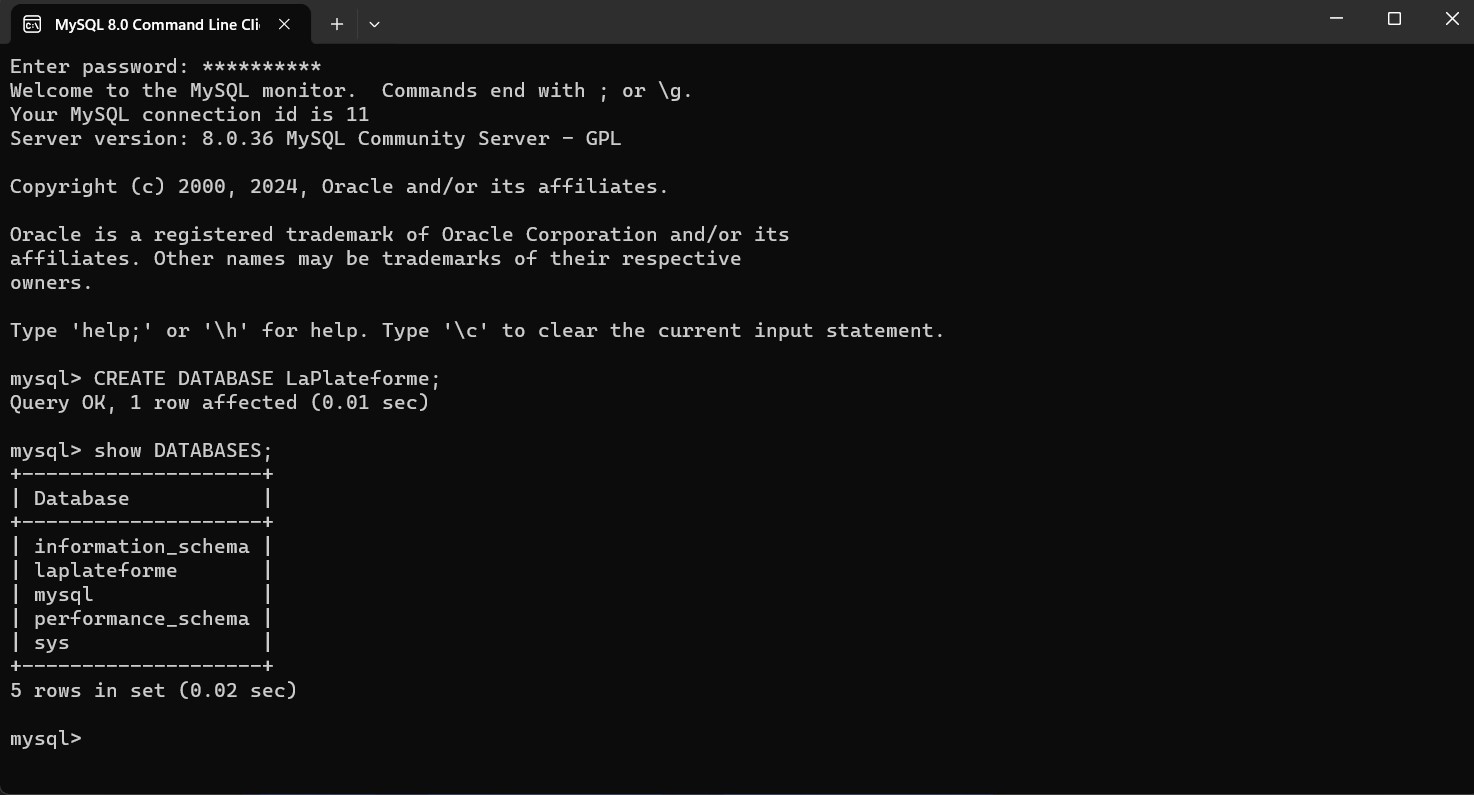 MySQL 8.0 Command Line Cli
Enter password: **********
Welcome to the MySQL monitor.  Commands end with ; or \g.
Your MySQL connection id is 11
Server version: 8.0.36 MySQL Community Server - GPL
Copyright (c) 2000, 2024, Oracle and/or its affiliates.
Oracle is a registered trademark of Oracle Corporation and/or its
affiliates. Other names may be trademarks of their respective
owners.
Type 'help;' or '\h' for help. Type '\c' to clear the current input statement.
mysql> CREATE DATABASE LaPlateforme;
Query OK, 1 row affected (0.01 sec)
mysql> show DATABASES;
+--------------------+
| Database           |
+--------------------+
| information_schema |
| laplateforme       |
| mysql              |
| performance_schema |
| sys                |
+--------------------+
5 rows in set (0.02 sec)
mysql>